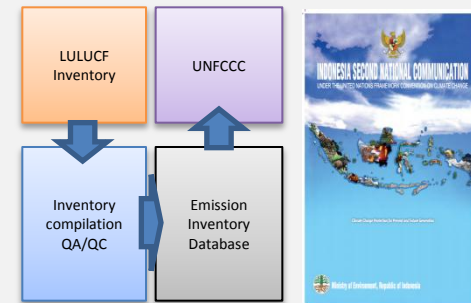 LULUCF
Inventory
UNFCCC
Inventory
compilation
QA/QC
Emission
Inventory
Database
INDONESIA SECOND NATIONAL COMMUNICATION
UNDER THE UNITED NATIONS FRAMEWORK CONVENTION ON CLIMATE CHANGE
Ministry of Environment, Republic of Indonesia